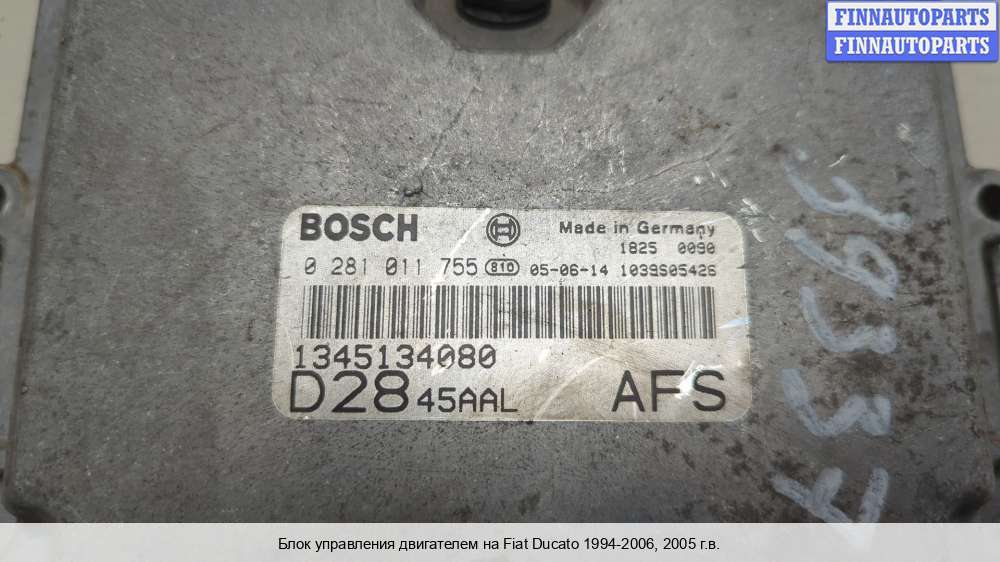 FINNAUTOPARTS
FINNAUTOPARTS
BOSCH
Made in Germany
1825 0090
0 281 011 755 810 05-06-14 1039S05426
1345134080
D28 45AAL AFS
Блок управления двигателем на Fiat Ducato 1994-2006, 2005 г.в.